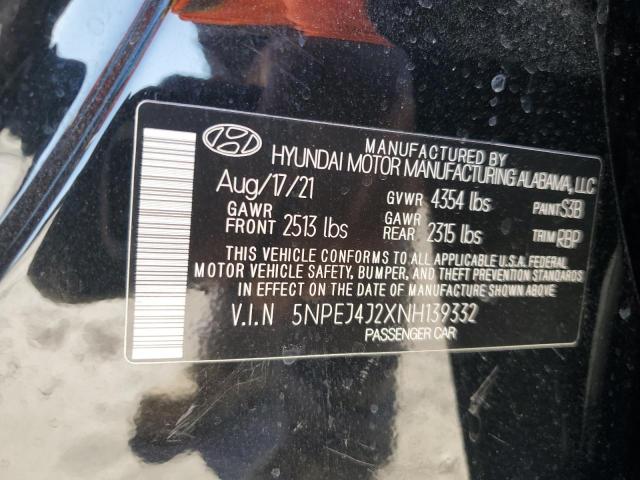 MANUFACTURED BY
HYUNDAI MOTOR MANUFACTURING ALABAMA, LLC
Aug/17/21 GVWR 4354 lbs PAINT S3B
GAWR FRONT 2513 lbs GAWR REAR 2315 lbs TRIM RBP
THIS VEHICLE CONFORMS TO ALL APPLICABLE U.S.A. FEDERAL
MOTOR VEHICLE SAFETY, BUMPER, AND THEFT PREVENTION STANDARDS
IN EFFECT ON THE DATE OF MANUFACTURE SHOWN ABOVE.
V.I.N 5NPEJ4J2XNH139332
PASSENGER CAR